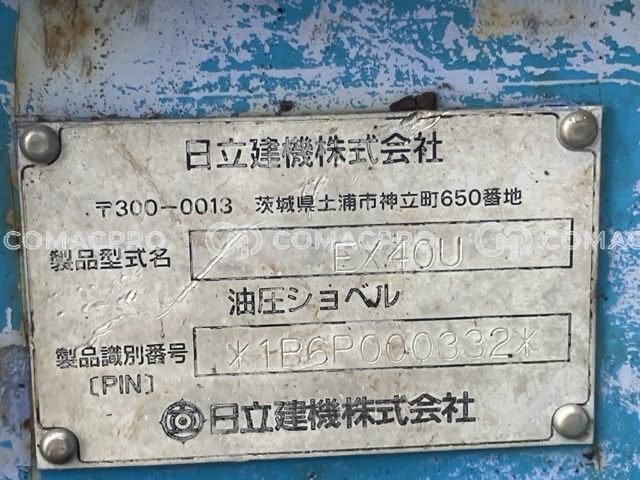 日立建機株式会社
〒300-0013 茨城県土浦市神立町650番地
COMACPRO COMACPRO COMACPRO
製品型式名 EX40U
油圧ショベル
製品識別番号 *1B6P000332*
〔PIN〕
日立建機株式会社